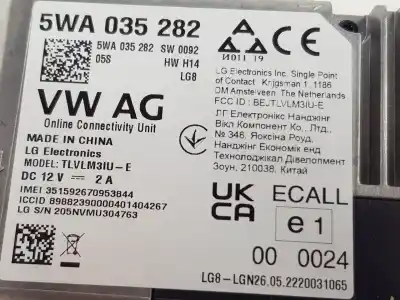 5WA 035 282
5WA 035 282 SW 0092
05S HW H14
LG8
VW AG
Online Connectivity Unit
MADE IN CHINA
LG Electronics
MODEL: TLVLM3IU-E
DC 12 V ⎓ 2 A
IMEI 351592670953844
ICCID 89882390000401404267
LG S/N 205NVMU304763
CE
И011 19
LG Electronics Inc. Single Point
of Contact - Krijgsman 1, 1186
DM Amstelveen The Netherlands
FCC ID : BEJTLVLM3IU-E
ЛГ Електронікс Нанджінг
Вікл Компонент Ко., Лтд.,
№ 346, Яоксіна Роуд,
Нанджінг Економік енд
Технолоджікал Дівелопмент
Зоун, 210038, Китай
UK
CA
ECALL
e 1
00 0024
LG8-LGN26.05.2220031065